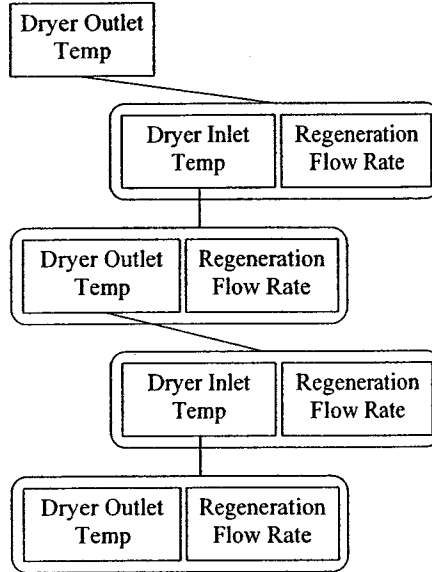 Dryer Outlet
Temp
Dryer Inlet
Temp
Regeneration
Flow Rate
Dryer Outlet
Temp
Regeneration
Flow Rate
Dryer Inlet
Temp
Regeneration
Flow Rate
Dryer Outlet
Temp
Regeneration
Flow Rate